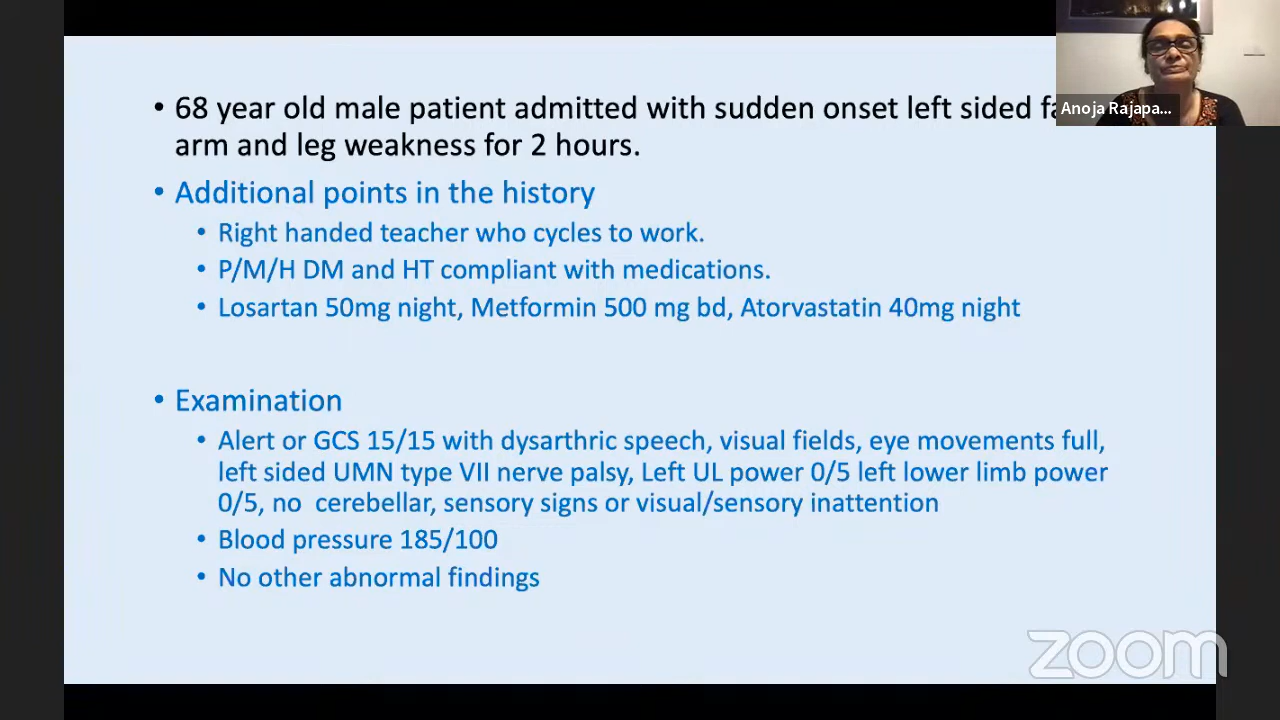 • 68 year old male patient admitted with sudden onset left sided
Anoja Rajapa...
arm and leg weakness for 2 hours.
• Additional points in the history
• Right handed teacher who cycles to work.
• P/M/H DM and HT compliant with medications.
• Losartan 50mg night, Metformin 500 mg bd, Atorvastatin 40mg night
• Examination
• Alert or GCS 15/15 with dysarthric speech, visual fields, eye movements full,
left sided UMN type VII nerve palsy, Left UL power 0/5 left lower limb power
0/5, no cerebellar, sensory signs or visual/sensory inattention
• Blood pressure 185/100
• No other abnormal findings
zoom